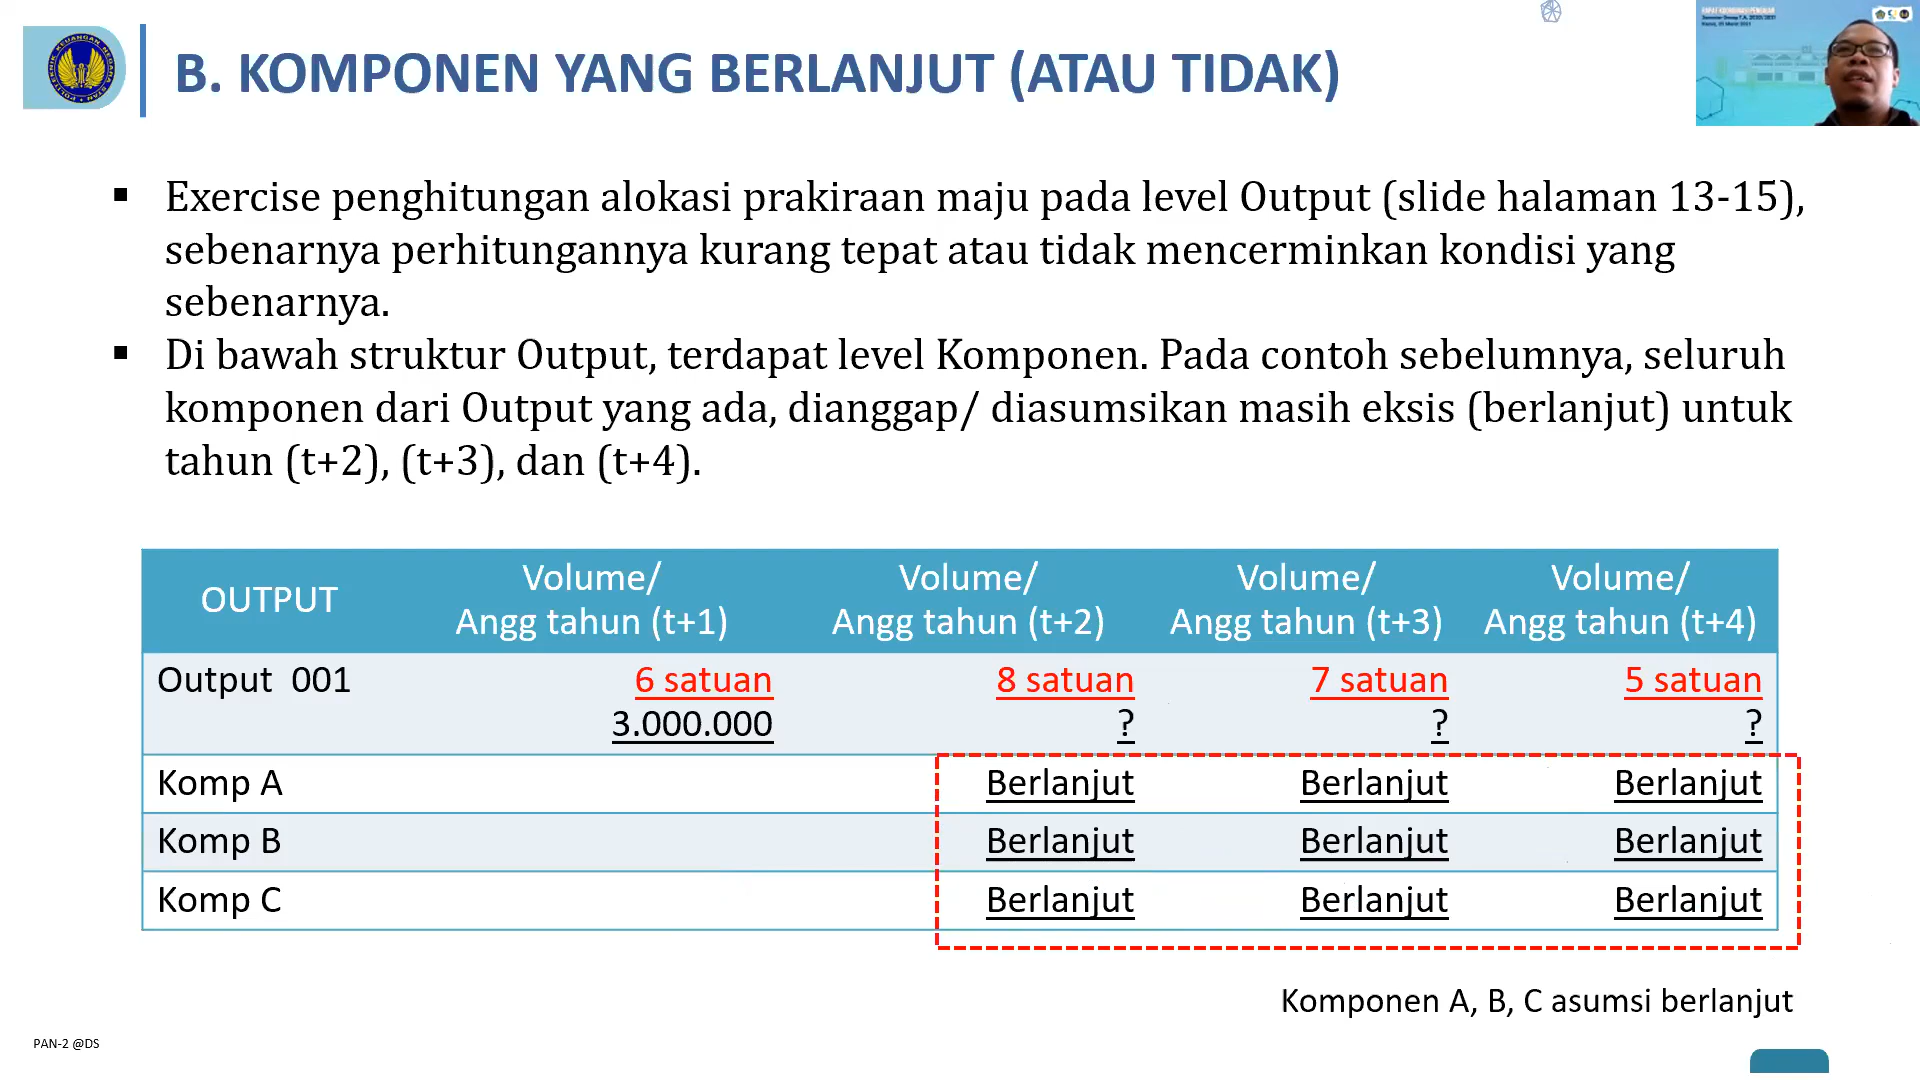 B. KOMPONEN YANG BERLANJUT (ATAU TIDAK)
▪ Exercise penghitungan alokasi prakiraan maju pada level Output (slide halaman 13-15),
sebenarnya perhitungannya kurang tepat atau tidak mencerminkan kondisi yang
sebenarnya.
▪ Di bawah struktur Output, terdapat level Komponen. Pada contoh sebelumnya, seluruh
komponen dari Output yang ada, dianggap/ diasumsikan masih eksis (berlanjut) untuk
tahun (t+2), (t+3), dan (t+4).
OUTPUT Volume/ Volume/ Volume/ Volume/
Angg tahun (t+1) Angg tahun (t+2) Angg tahun (t+3) Angg tahun (t+4)
Output 001 6 satuan 8 satuan 7 satuan 5 satuan
3.000.000 ? ? ?
Komp A Berlanjut Berlanjut Berlanjut
Komp B Berlanjut Berlanjut Berlanjut
Komp C Berlanjut Berlanjut Berlanjut
Komponen A, B, C asumsi berlanjut
PAN-2 @DS